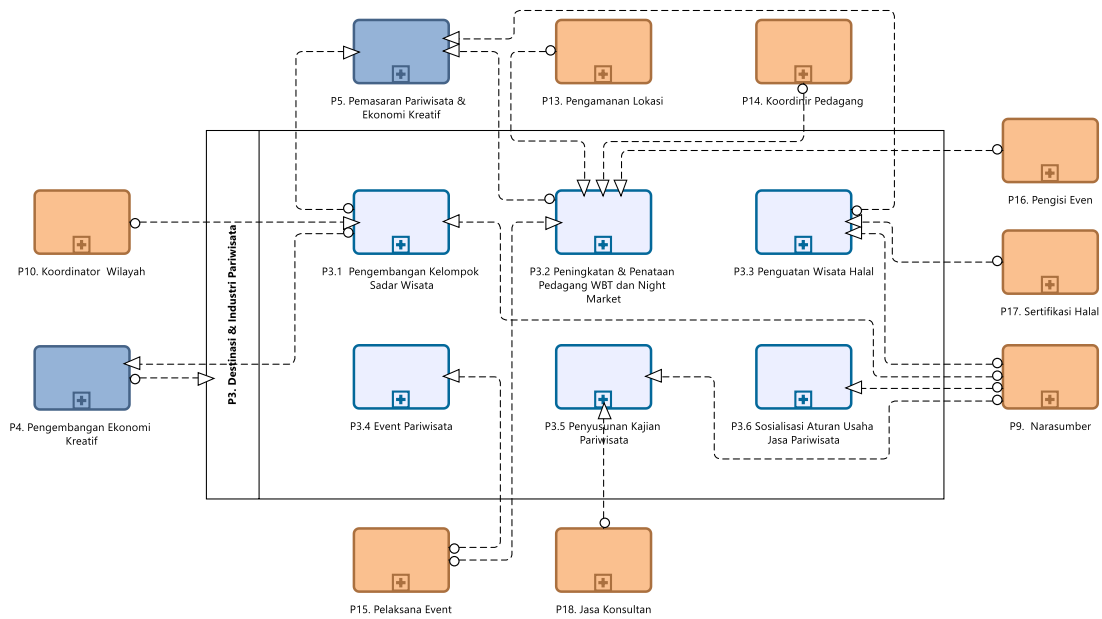 P5. Pemasaran Pariwisata &
Ekonomi Kreatif
P13. Pengamanan Lokasi
P14. Koordinir Pedagang
P16. Pengisi Even
P10. Koordinator  Wilayah
P3. Destinasi & Industri Pariwisata
P3.1  Pengembangan Kelompok
Sadar Wisata
P3.2 Peningkatan & Penataan
Pedagang WBT dan Night
Market
P3.3 Penguatan Wisata Halal
P17. Sertifikasi Halal
P4. Pengembangan Ekonomi
Kreatif
P3.4 Event Pariwisata
P3.5 Penyusunan Kajian
Pariwisata
P3.6 Sosialisasi Aturan Usaha
Jasa Pariwisata
P9.  Narasumber
P15. Pelaksana Event
P18. Jasa Konsultan